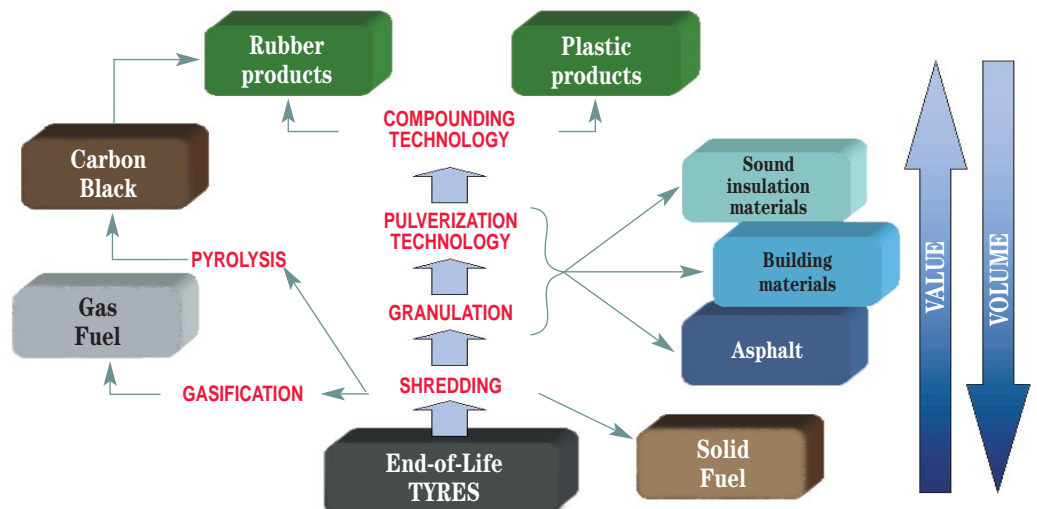 Rubber
products
Plastic
products
COMPOUNDING
TECHNOLOGY
Carbon
Black
Sound
insulation
materials
PULVERIZATION
TECHNOLOGY
PYROLYSIS
Building
materials
VALUE
VOLUME
Gas
Fuel
GRANULATION
Asphalt
GASIFICATION
SHREDDING
End-of-Life
TYRES
Solid
Fuel